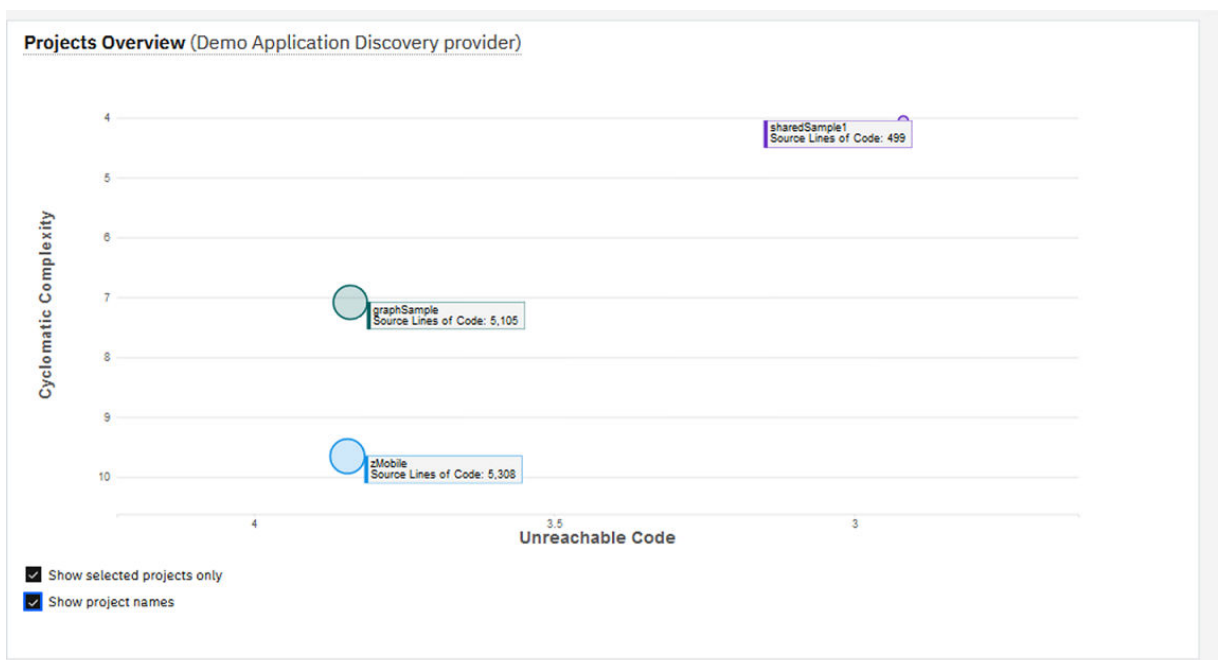 Projects Overview (Demo Application Discovery provider)
4
sharedSample1
Source Lines of Code: 499
5
6
Cyclomatic Complexity
7
graphSample
Source Lines of Code: 5,105
8
9
zMobile
Source Lines of Code: 5,308
10
4 3.5 3
Unreachable Code
Show selected projects only
Show project names